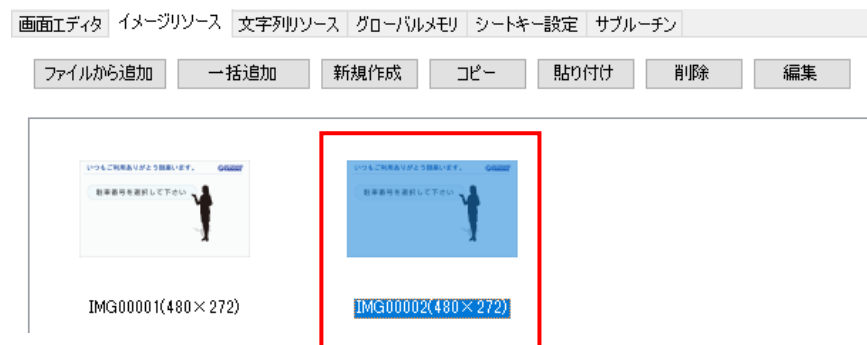 画面エディタ イメージリソース 文字列リソース グローバルメモリ シートキー設定 サブルーチン
ファイルから追加 一括追加 新規作成 コピー 貼り付け 削除 編集
いつもご利用ありがとう御座います。 いつもご利用ありがとう御座います。
駐車番号を選択して下さい 駐車番号を選択して下さい
IMG00001(480×272) IMG00002(480×272)